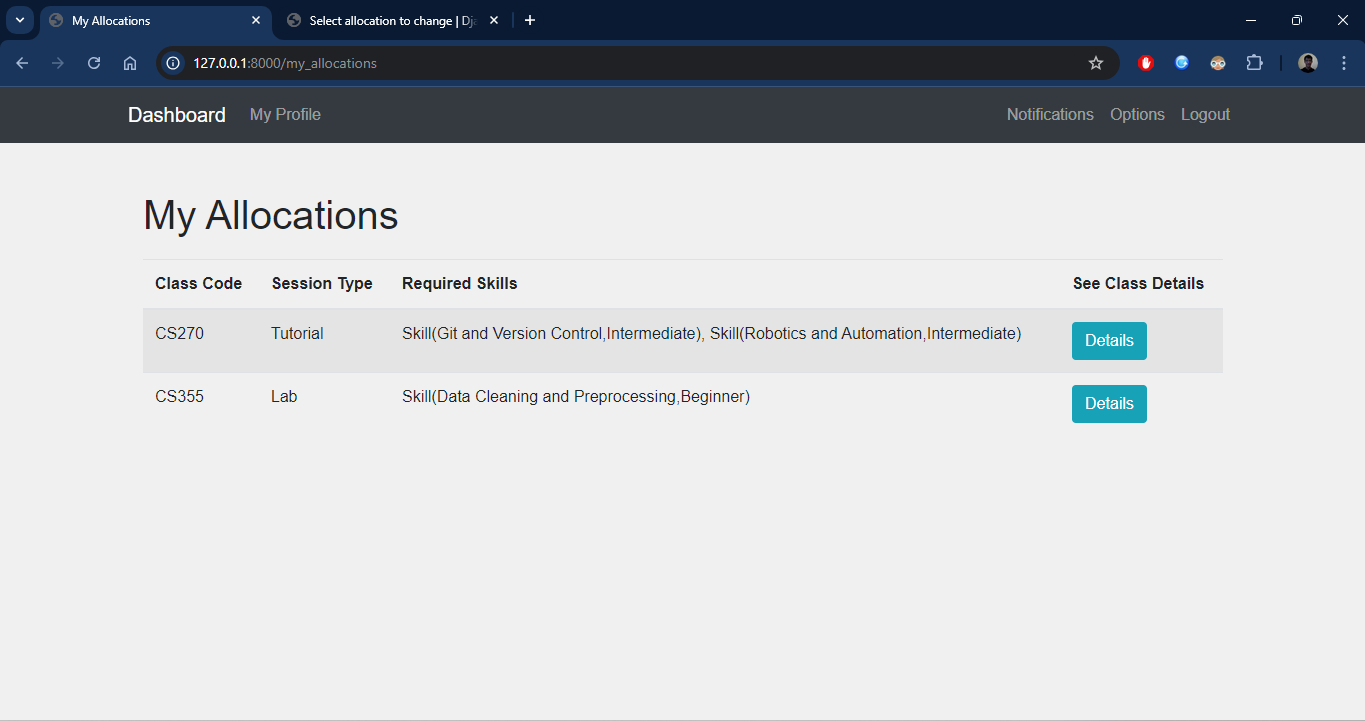 My Allocations
Select allocation to change | Dja
127.0.0.1:8000/my_allocations
Dashboard My Profile Notifications Options Logout
My Allocations
Class Code Session Type Required Skills See Class Details
CS270 Tutorial Skill(Git and Version Control,Intermediate), Skill(Robotics and Automation,Intermediate) Details
CS355 Lab Skill(Data Cleaning and Preprocessing,Beginner) Details